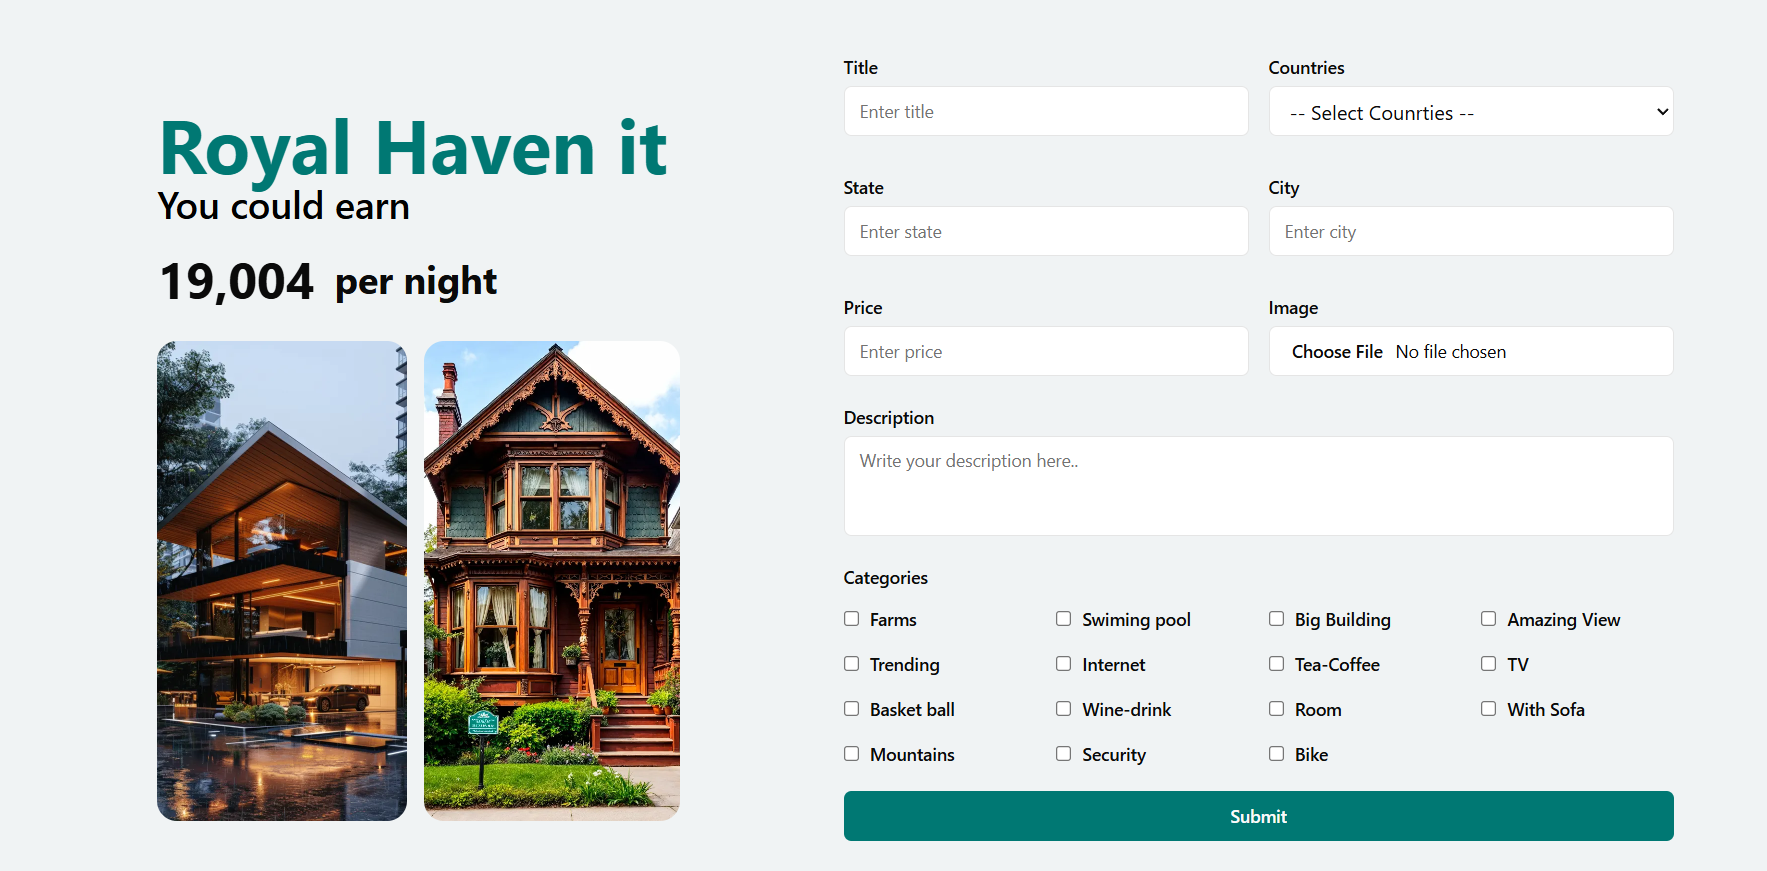 Royal Haven it
You could earn
19,004 per night
Title
Enter title
Countries
-- Select Counrties --
State
Enter state
City
Enter city
Price
Enter price
Image
Choose File No file chosen
Description
Write your description here..
Categories
Farms
Swiming pool
Big Building
Amazing View
Trending
Internet
Tea-Coffee
TV
Basket ball
Wine-drink
Room
With Sofa
Mountains
Security
Bike
Submit